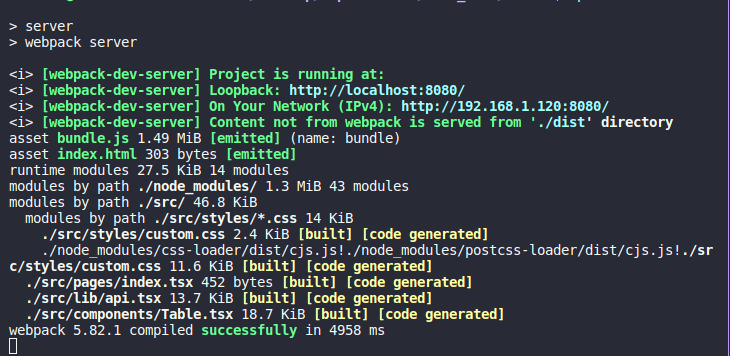 > server
> webpack server
<i> [webpack-dev-server] Project is running at:
<i> [webpack-dev-server] Loopback: http://localhost:8080/
<i> [webpack-dev-server] On Your Network (IPv4): http://192.168.1.120:8080/
<i> [webpack-dev-server] Content not from webpack is served from './dist' directory
asset bundle.js 1.49 MiB [emitted] (name: bundle)
asset index.html 303 bytes [emitted]
runtime modules 27.5 KiB 14 modules
modules by path ./node_modules/ 1.3 MiB 43 modules
modules by path ./src/ 46.8 KiB
modules by path ./src/styles/*.css 14 KiB
./src/styles/custom.css 2.4 KiB [built] [code generated]
./node_modules/css-loader/dist/cjs.js!./node_modules/postcss-loader/dist/cjs.js!./sr
c/styles/custom.css 11.6 KiB [built] [code generated]
./src/pages/index.tsx 452 bytes [built] [code generated]
./src/lib/api.tsx 13.7 KiB [built] [code generated]
./src/components/Table.tsx 18.7 KiB [built] [code generated]
webpack 5.82.1 compiled successfully in 4958 ms